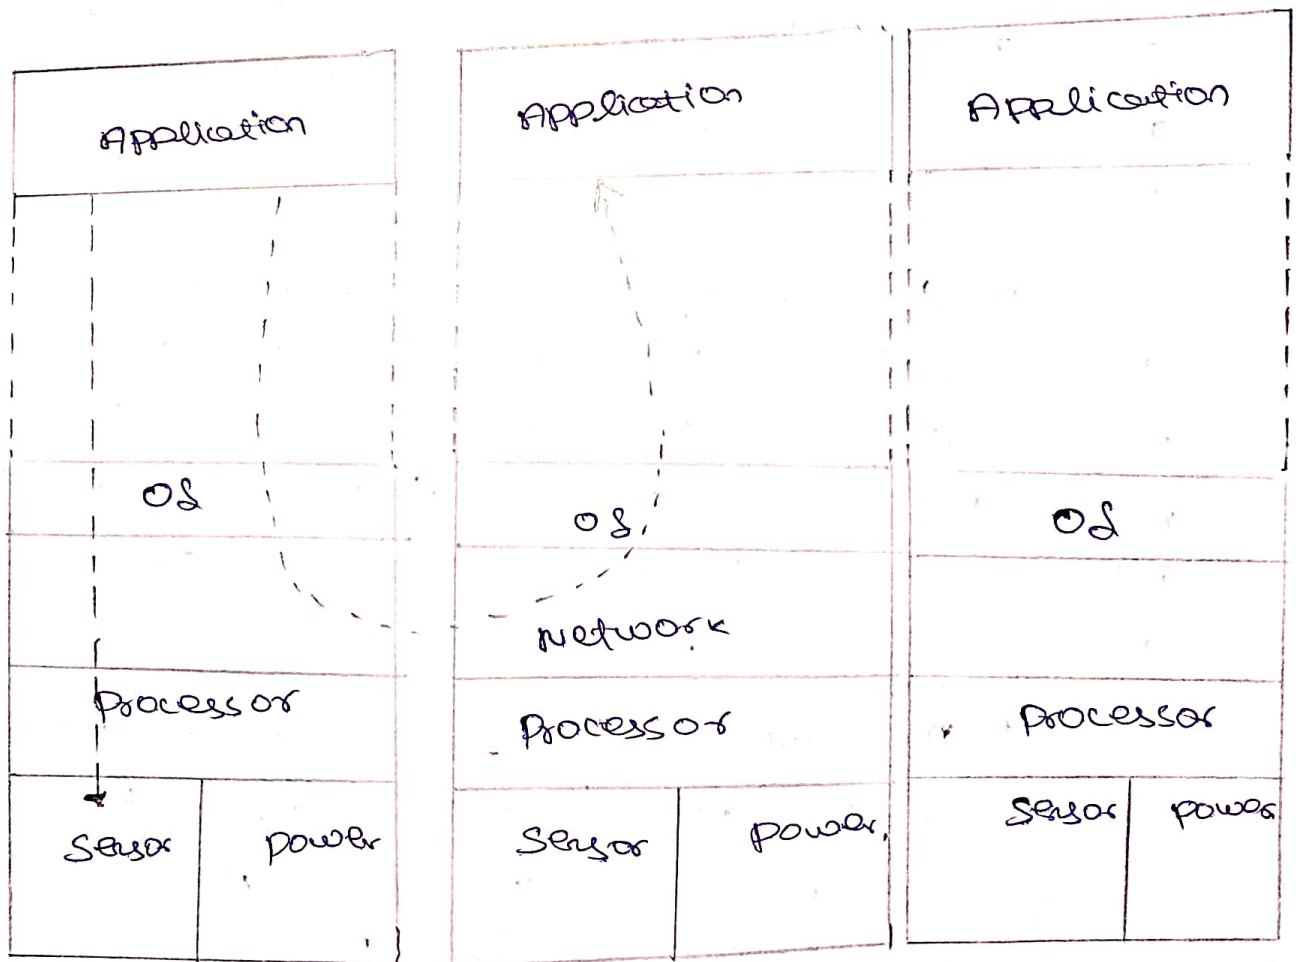 Application
Application
Application
OS
OS
OS
Network
Processor
Processor
Processor
Sensor
Power
Sensor
Power
Sensor
Power